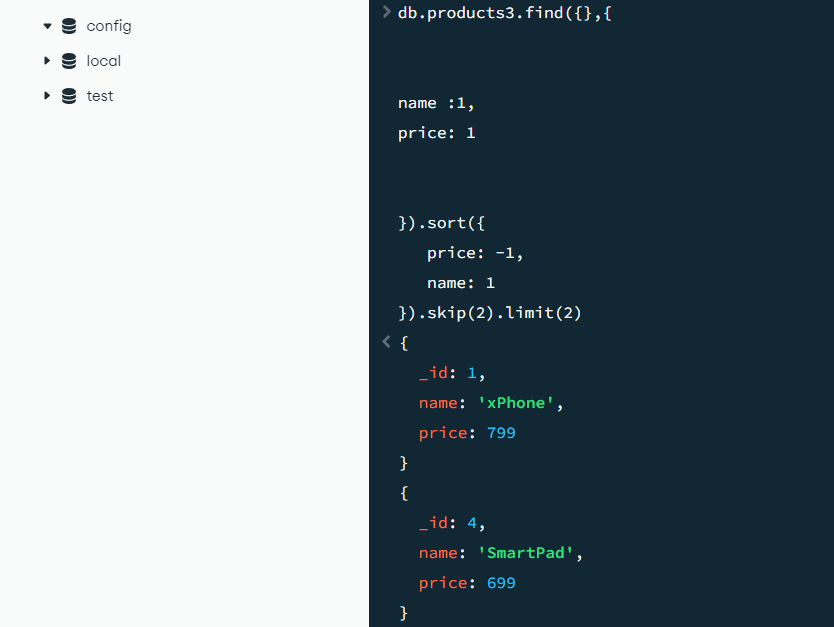 config
local
test
db.products3.find({},{
name :1,
price: 1
}).sort({
price: -1,
name: 1
}).skip(2).limit(2)
{
_id: 1,
name: 'xPhone',
price: 799
}
{
_id: 4,
name: 'SmartPad',
price: 699
}